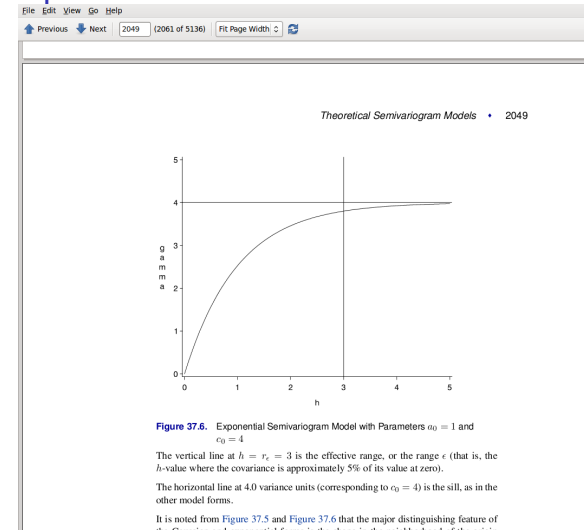 File Edit View Go Help
Previous Next 2049 (2061 of 5136) Fit Page Width
Theoretical Semivariogram Models • 2049
5
4
3
2
1
0
gamma
0 1 2 3 4 5
h
Figure 37.6. Exponential Semivariogram Model with Parameters a₀ = 1 and
c₀ = 4
The vertical line at h = rₑ = 3 is the effective range, or the range ϵ (that is, the
h-value where the covariance is approximately 5% of its value at zero).
The horizontal line at 4.0 variance units (corresponding to c₀ = 4) is the sill, as in the
other model forms.
It is noted from Figure 37.5 and Figure 37.6 that the major distinguishing feature of